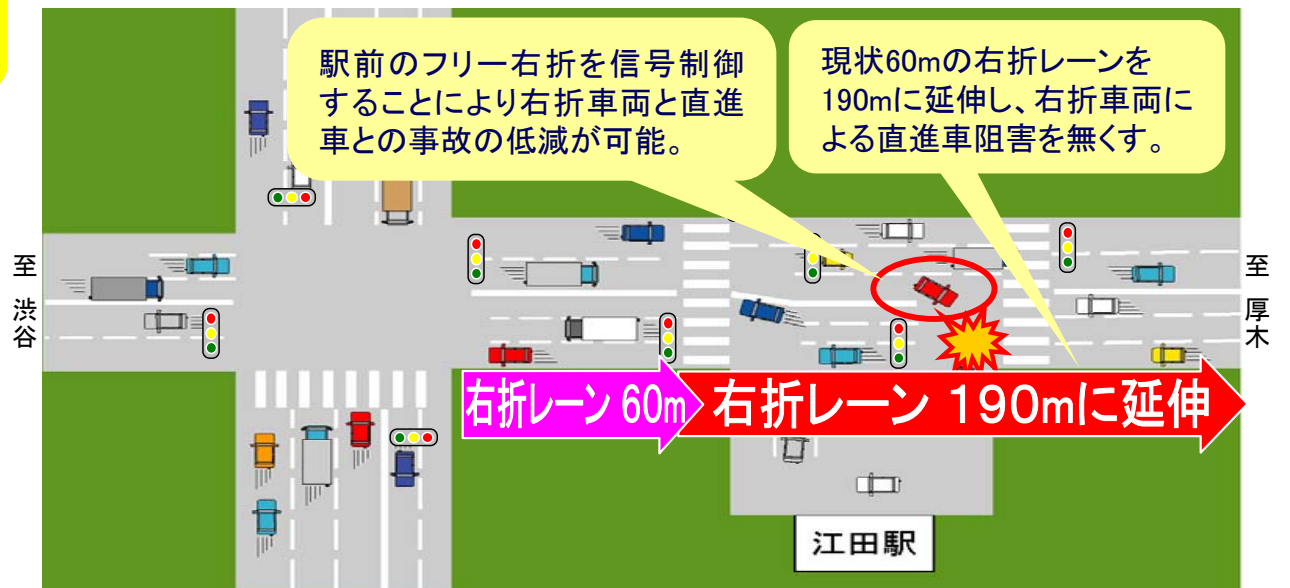 駅前のフリー右折を信号制御
することにより右折車両と直進
車との事故の低減が可能。
現状60mの右折レーンを
190mに延伸し、右折車両に
よる直進車阻害を無くす。
至 渋谷
至 厚木
右折レーン 60m
右折レーン 190mに延伸
江田駅